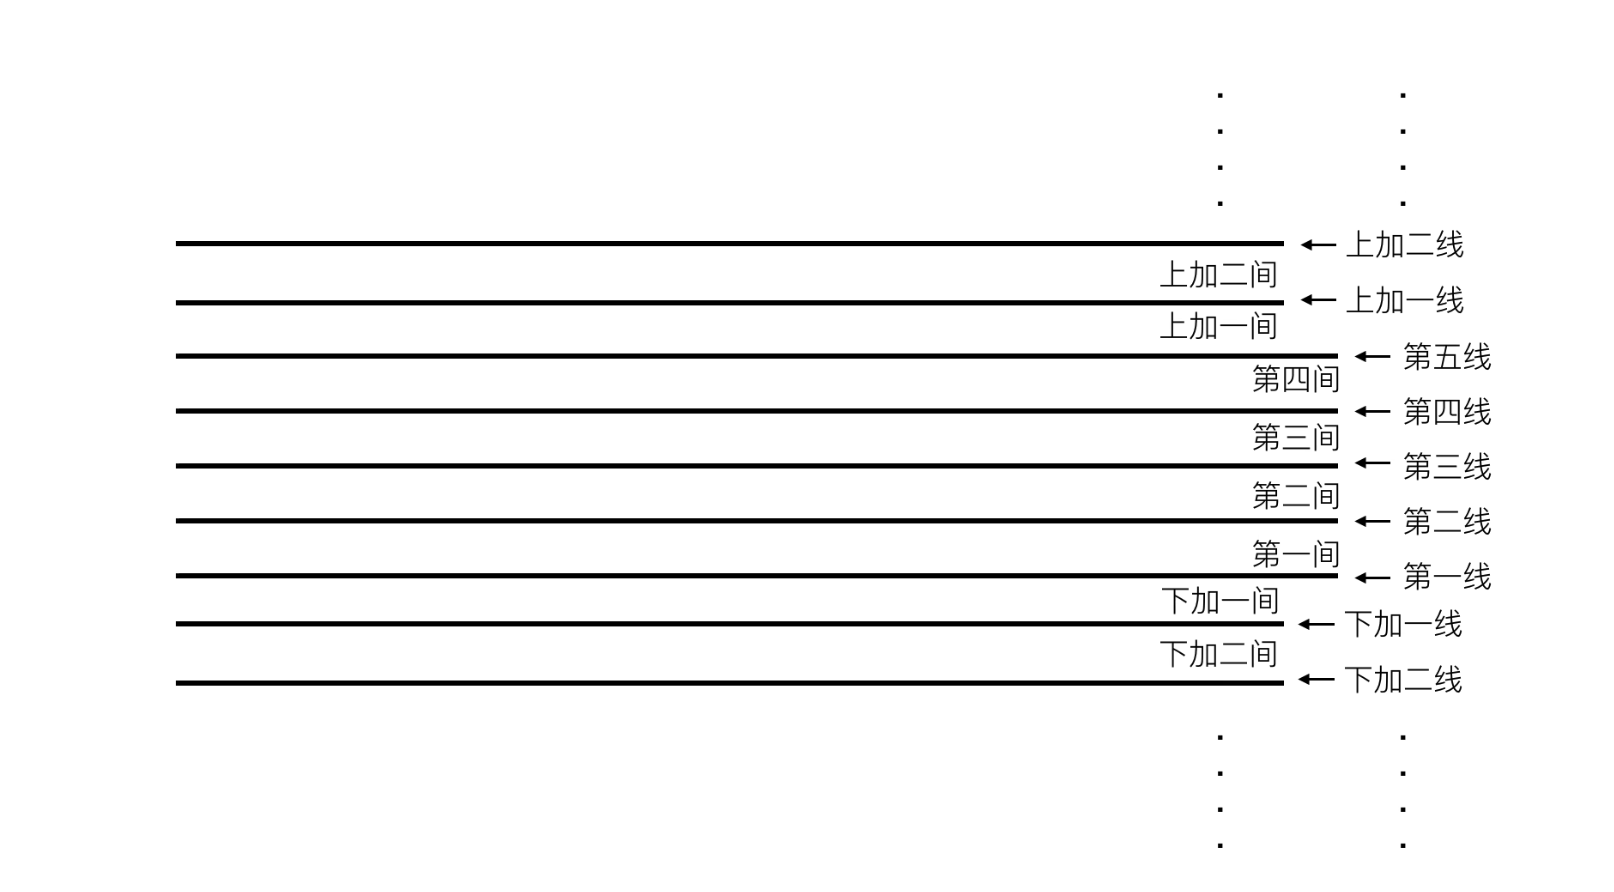 上加二线
上加二间
上加一线
上加一间
第五线
第四间
第四线
第三间
第三线
第二间
第二线
第一间
第一线
下加一间
下加一线
下加二间
下加二线